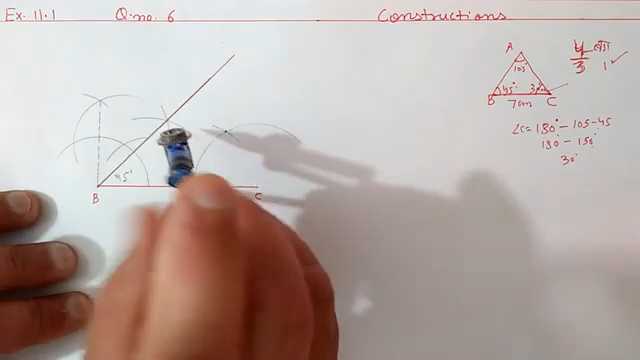 Ex. 11.1 Q.no. 6 Constructions
A
105°
45° 30°
B C
7cm
4
3
1 ✓
∠C = 180° - 105 - 45
180 - 150°
30°
45°
B C